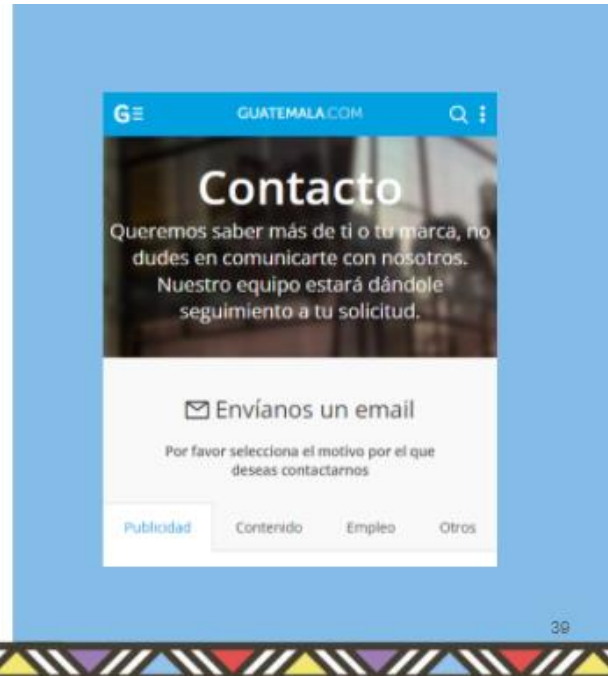 G
GUATEMALA.COM
Contacto
Queremos saber más de ti o tu marca, no
dudes en comunicarte con nosotros.
Nuestro equipo estará dándole
seguimiento a tu solicitud.
Envíanos un email
Por favor selecciona el motivo por el que
deseas contactarnos
Publicidad Contenido Empleo Otros
39